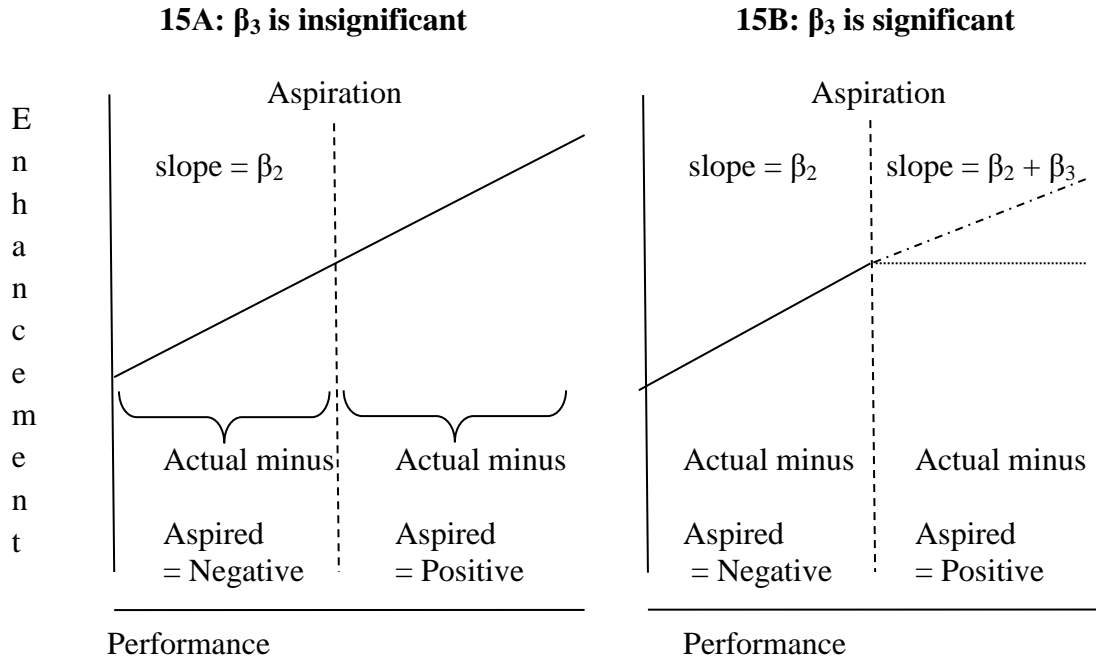 15A: β₃ is insignificant
15B: β₃ is significant
Enhancement
Aspiration
slope = β₂
Actual minus
Aspired
= Negative
Actual minus
Aspired
= Positive
Performance
Aspiration
slope = β₂
slope = β₂ + β₃
Actual minus
Aspired
= Negative
Actual minus
Aspired
= Positive
Performance